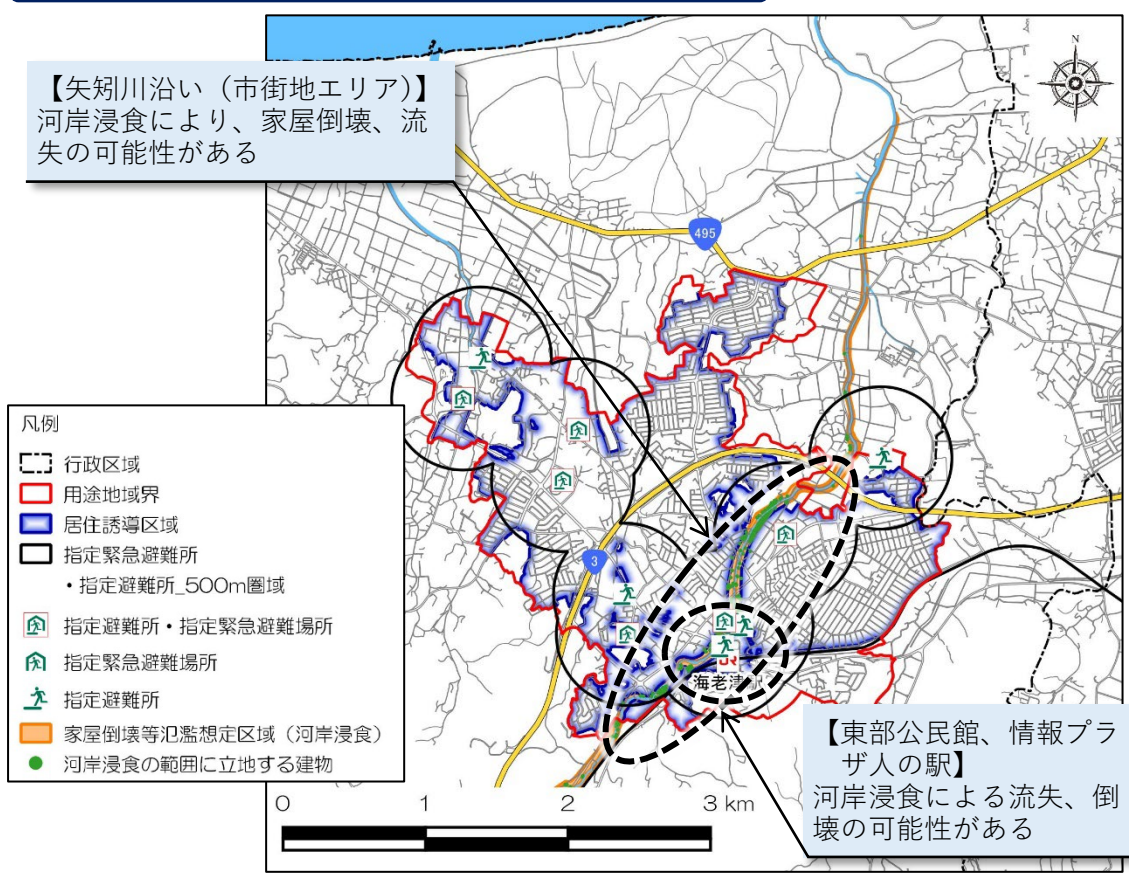 【矢矧川沿い（市街地エリア）】
河岸浸食により、家屋倒壊、流
失の可能性がある
N
495
3
海老津駅
凡例
行政区域
用途地域界
居住誘導区域
指定緊急避難所
・指定避難所_500m圏域
指定避難所・指定緊急避難場所
指定緊急避難場所
指定避難所
家屋倒壊等氾濫想定区域（河岸浸食）
河岸浸食の範囲に立地する建物
【東部公民館、情報プラ
ザ人の駅】
河岸浸食による流失、倒
壊の可能性がある
0 1 2 3 km